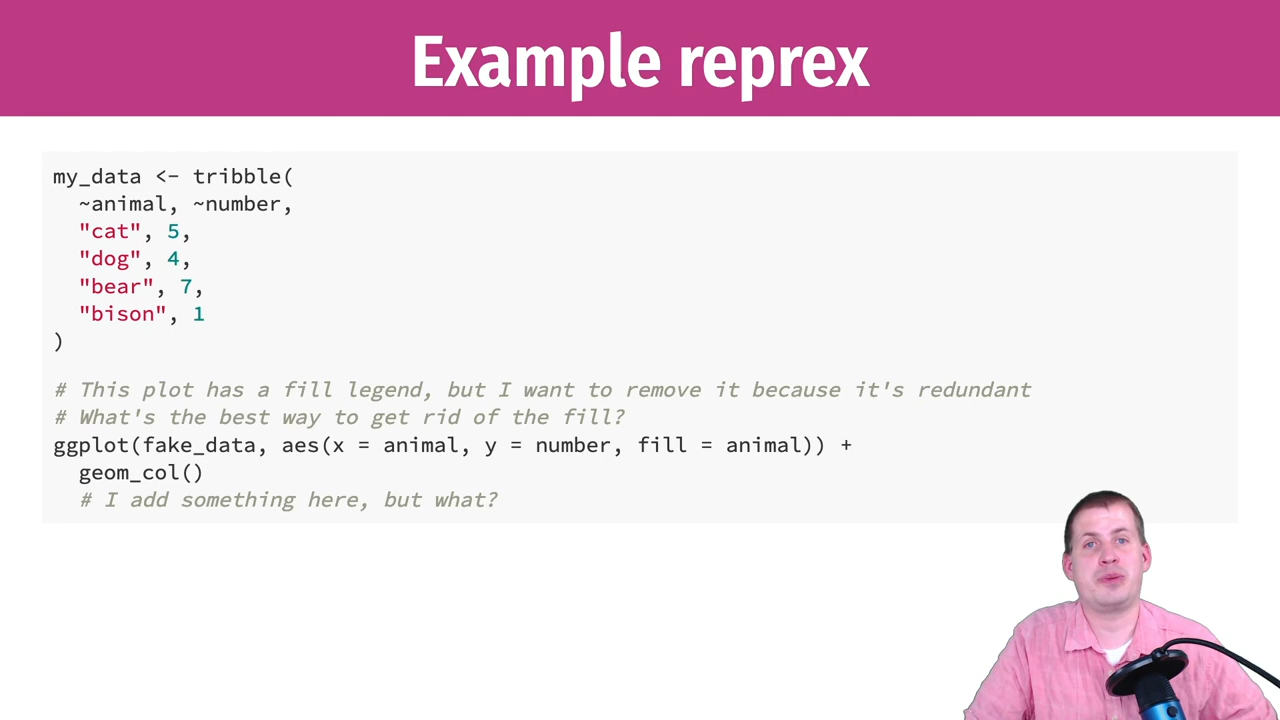 Example reprex
my_data <- tribble(
  ~animal, ~number,
  "cat", 5,
  "dog", 4,
  "bear", 7,
  "bison", 1
)
# This plot has a fill legend, but I want to remove it because it's redundant
# What's the best way to get rid of the fill?
ggplot(fake_data, aes(x = animal, y = number, fill = animal)) +
  geom_col()
  # I add something here, but what?